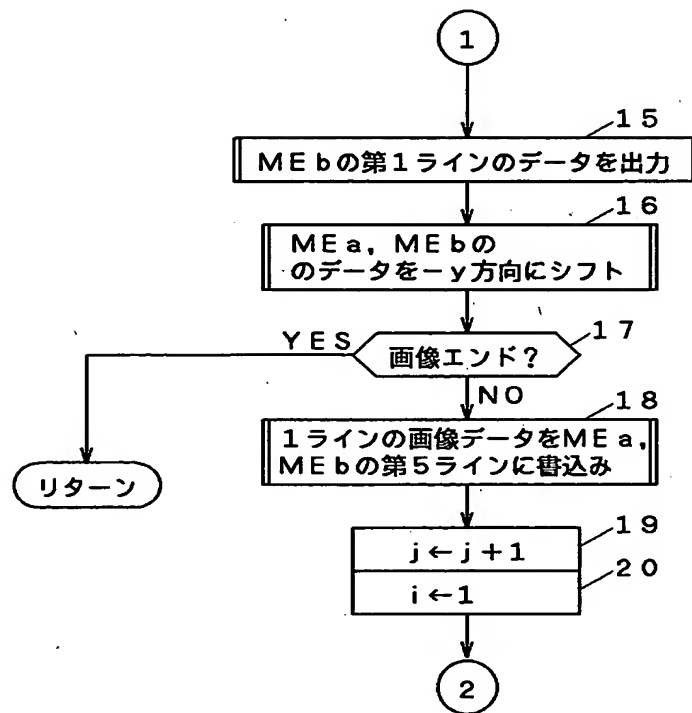 1
15
MEbの第1ラインのデータを出力
16
MEa, MEbの
のデータを-y方向にシフト
17
YES
画像エンド?
NO
18
1ラインの画像データをMEa,
MEbの第5ラインに書込み
リターン
19
j←j+1
20
i←1
2